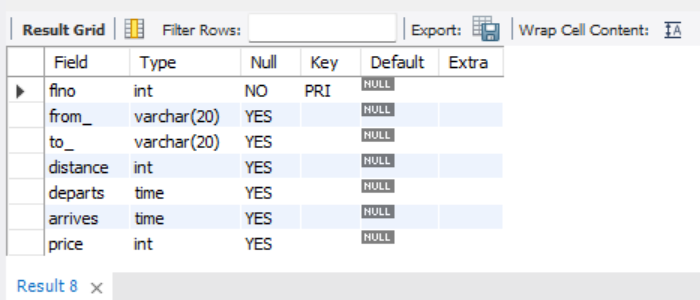 Result Grid Filter Rows: Export: Wrap Cell Content: IA
Field Type Null Key Default Extra
flno int NO PRI NULL
from_ varchar(20) YES NULL
to_ varchar(20) YES NULL
distance int YES NULL
departs time YES NULL
arrives time YES NULL
price int YES NULL
Result 8 ×